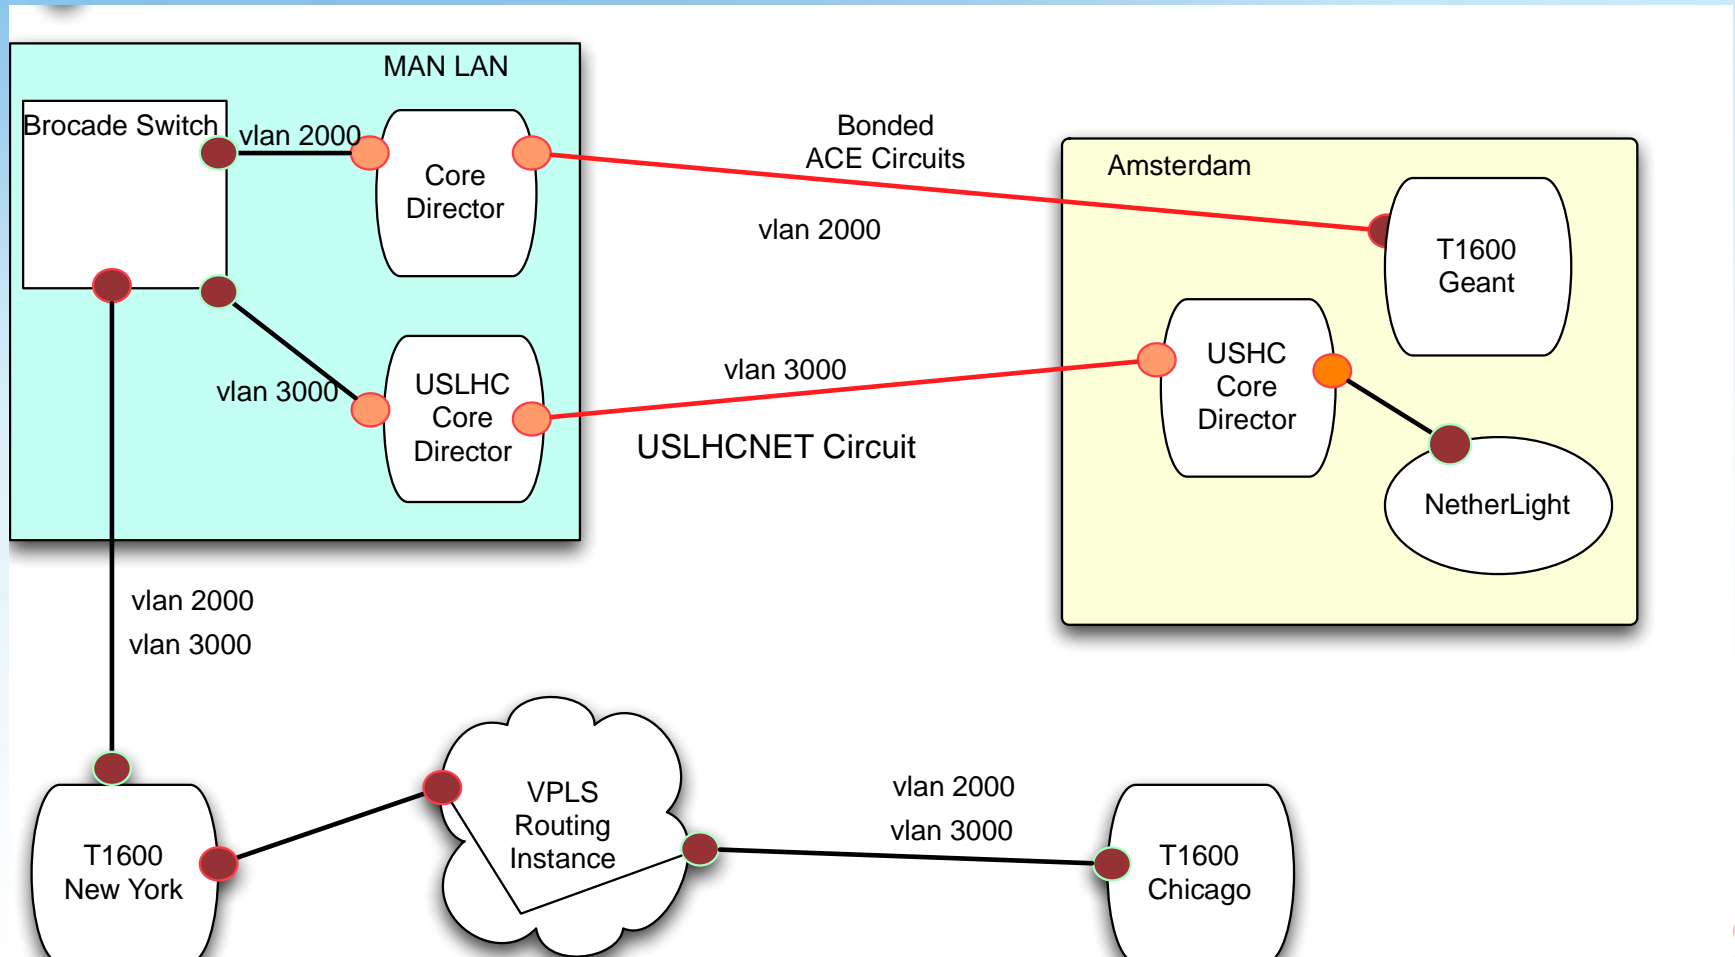 MAN LAN
Brocade Switch
vlan 2000
Core
Director
Bonded
ACE Circuits
vlan 2000
Amsterdam
T1600
Geant
vlan 3000
USLHC
Core
Director
vlan 3000
USLHCNET Circuit
USHC
Core
Director
NetherLight
vlan 2000
vlan 3000
T1600
New York
VPLS
Routing
Instance
vlan 2000
vlan 3000
T1600
Chicago